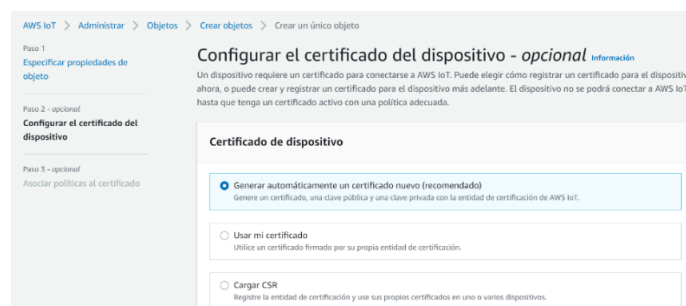 AWS IoT > Administrar > Objetos > Crear objetos > Crear un único objeto
Paso 1
Especificar propiedades de
objeto
Paso 2 - opcional
Configurar el certificado del
dispositivo
Paso 3 - opcional
Asociar políticas al certificado
Configurar el certificado del dispositivo - opcional Información
Un dispositivo requiere un certificado para conectarse a AWS IoT. Puede elegir cómo registrar un certificado para el dispositiv
ahora, o puede crear y registrar un certificado para el dispositivo más adelante. El dispositivo no se podrá conectar a AWS IoT
hasta que tenga un certificado activo con una política adecuada.
Certificado de dispositivo
Generar automáticamente un certificado nuevo (recomendado)
Genere un certificado, una clave pública y una clave privada con la entidad de certificación de AWS IoT.
Usar mi certificado
Utilice un certificado firmado por su propia entidad de certificación.
Cargar CSR
Registre la entidad de certificación y use sus propios certificados en uno o varios dispositivos.